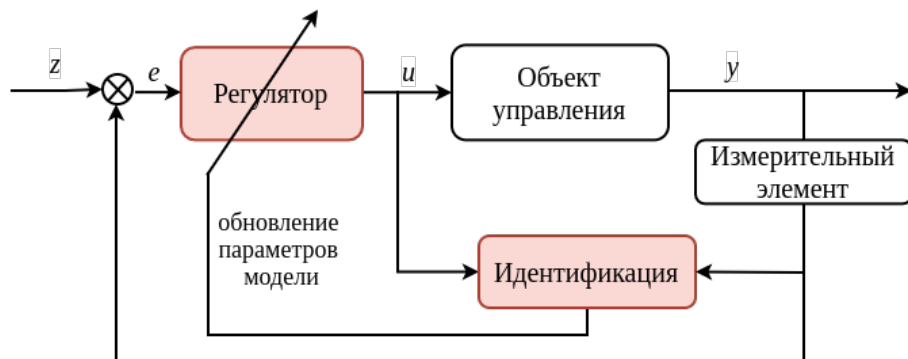 z
e
Регулятор
u
Объект
управления
y
Измерительный
элемент
обновление
параметров
модели
Идентификация